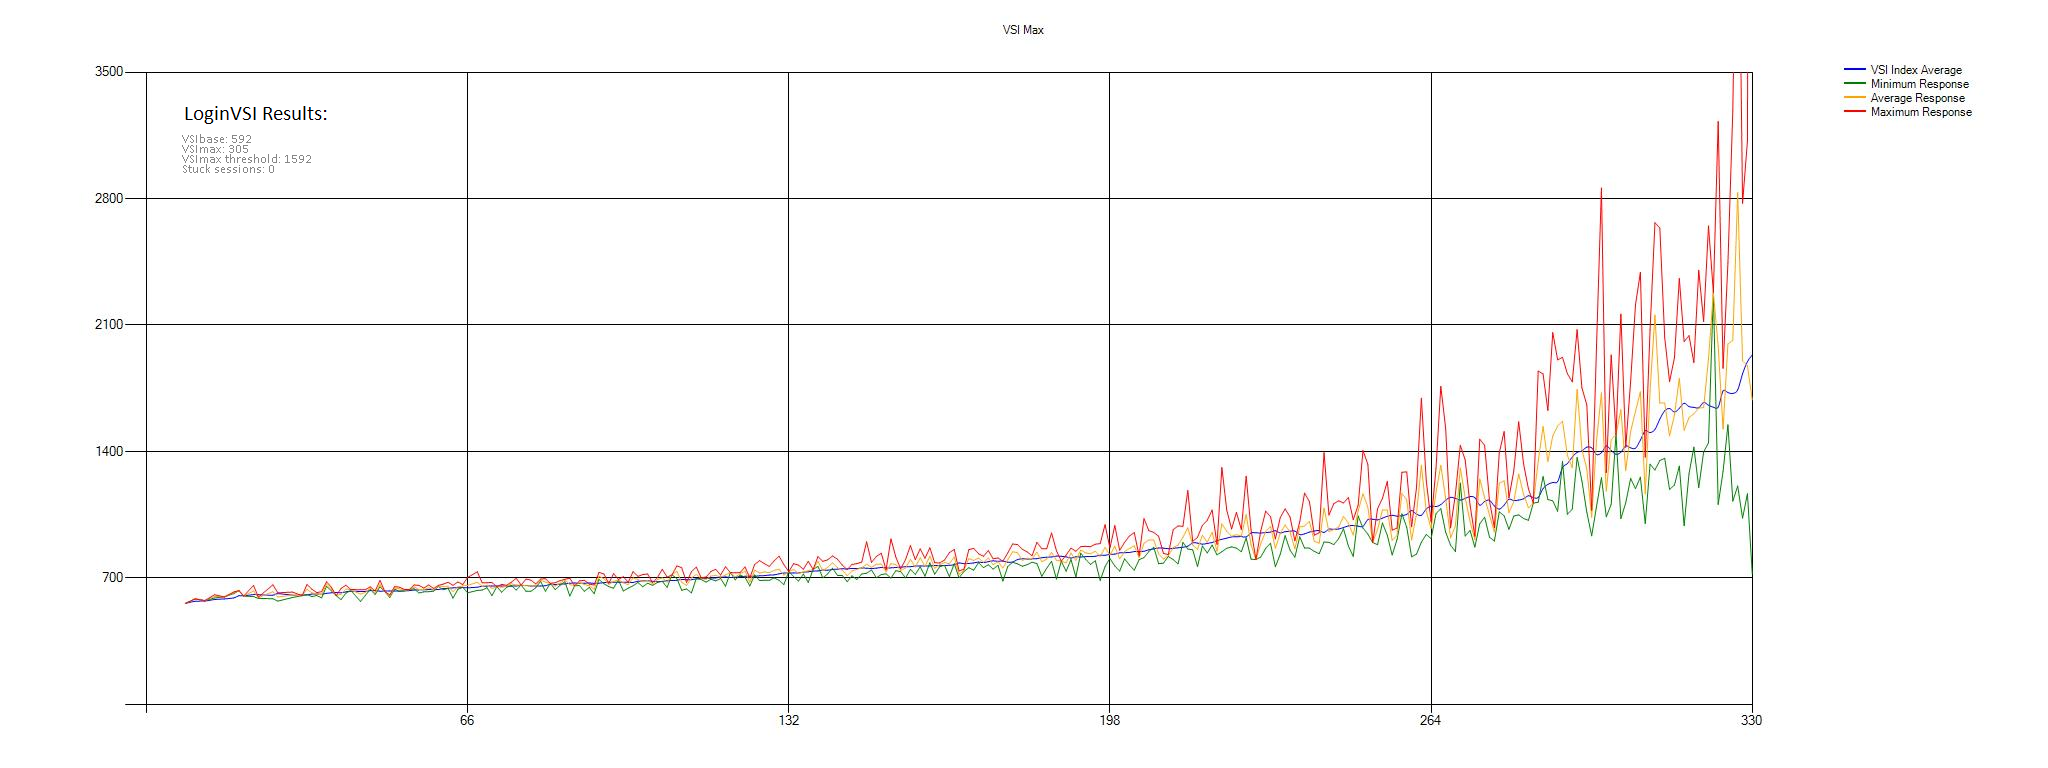 VSI Max
3500
2800
2100
1400
700
66
132
198
264
330
LoginVSI Results:
VSIbase: 592
VSImax: 305
VSImax threshold: 1592
Stuck sessions: 0
VSI Index Average
Minimum Response
Average Response
Maximum Response